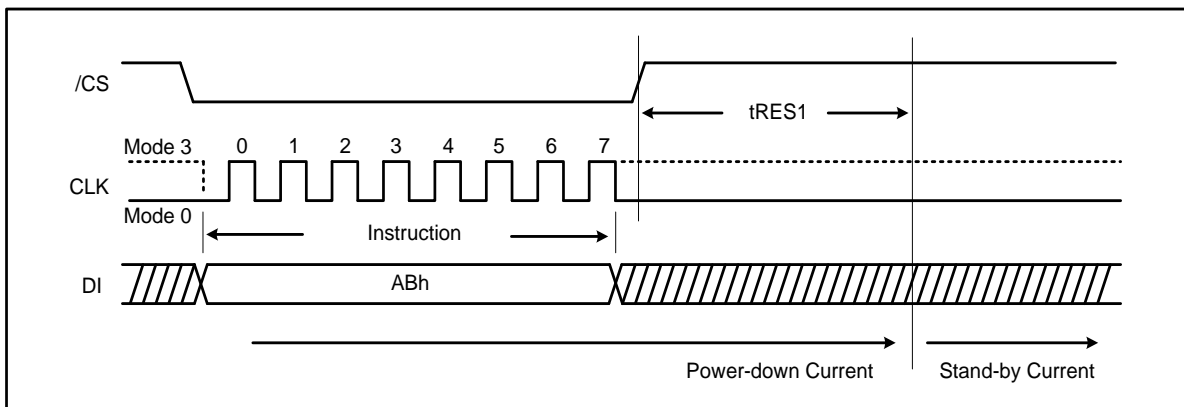 /CS
tRES1
Mode 3
0 1 2 3 4 5 6 7
CLK
Mode 0
Instruction
DI
ABh
Power-down Current
Stand-by Current